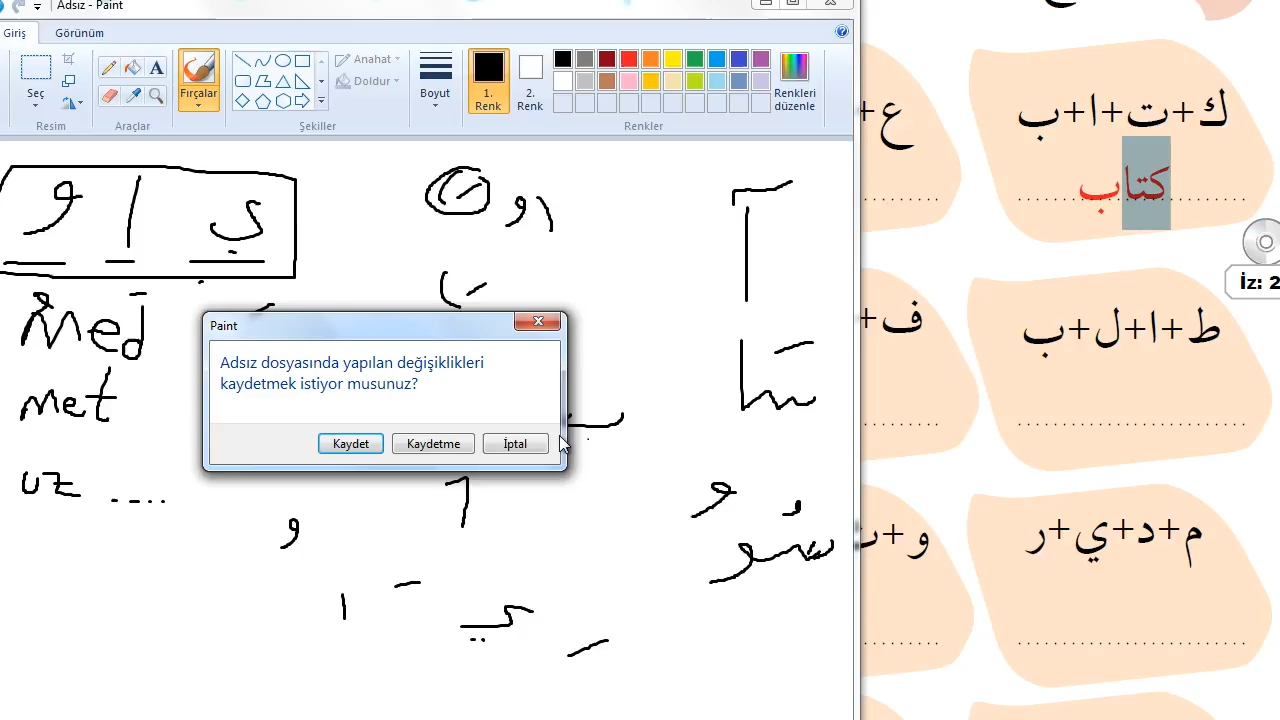 Adsız - Paint
Giriş
Görünüm
Seç
Fırçalar
Anahat
Doldur
Boyut
1. Renk
2. Renk
Renkleri düzenle
Resim
Araçlar
Şekiller
Renkler
و ا ي
Med
met
uz ....
Paint
Adsız dosyasında yapılan değişiklikleri
kaydetmek istiyor musunuz?
Kaydet
Kaydetme
İptal
و
ا
ي
سو
ك+ت+ا+ب
كتاب
ع+
ط+ا+ل+ب
ف+
م+د+ي+ر
İz: 2